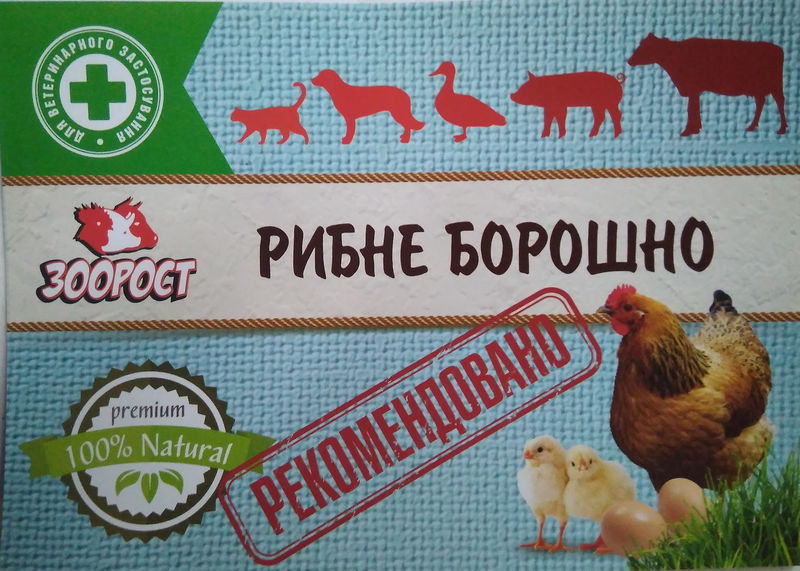 ДЛЯ ВЕТЕРИНАРНОГО ЗАСТОСУВАННЯ
ЗООРОСТ
РИБНЕ БОРОШНО
РЕКОМЕНДОВАНО
premium
100% Natural